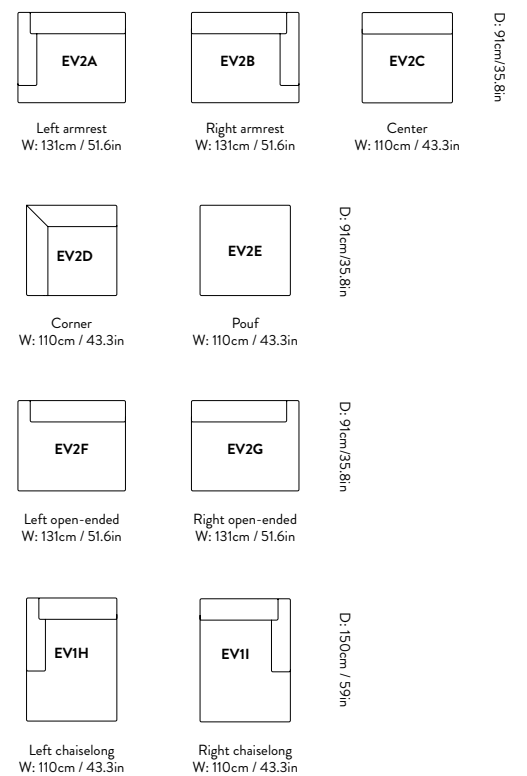 EV2A
EV2B
EV2C
D: 91cm/35.8in
Left armrest
W: 131cm / 51.6in
Right armrest
W: 131cm / 51.6in
Center
W: 110cm / 43.3in
EV2D
EV2E
D: 91cm/35.8in
Corner
W: 110cm / 43.3in
Pouf
W: 110cm / 43.3in
EV2F
EV2G
D: 91cm/35.8in
Left open-ended
W: 131cm / 51.6in
Right open-ended
W: 131cm / 51.6in
EV1H
EV1I
D: 150cm / 59in
Left chaiselong
W: 110cm / 43.3in
Right chaiselong
W: 110cm / 43.3in